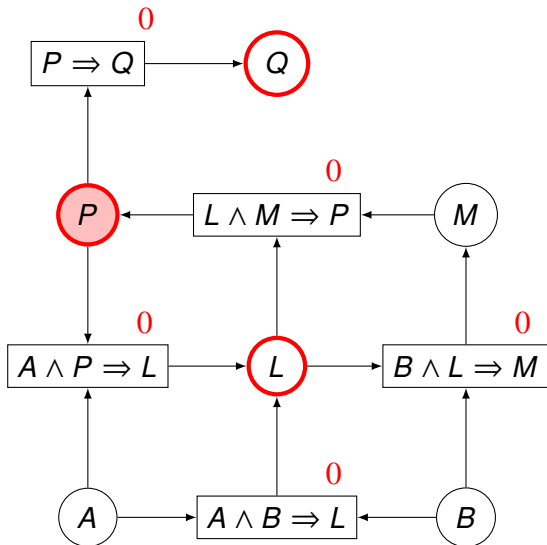 0
P ⇒ Q
Q
0
P
L ∧ M ⇒ P
M
0
0
A ∧ P ⇒ L
L
B ∧ L ⇒ M
0
A
A ∧ B ⇒ L
B